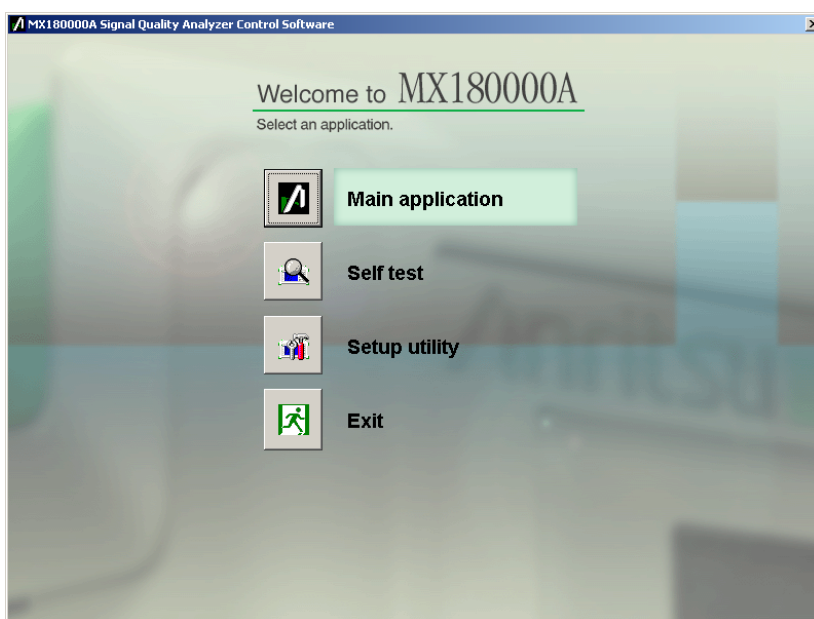 MX180000A Signal Quality Analyzer Control Software
Welcome to MX180000A
Select an application.
Main application
Self test
Setup utility
Exit
Anritsu